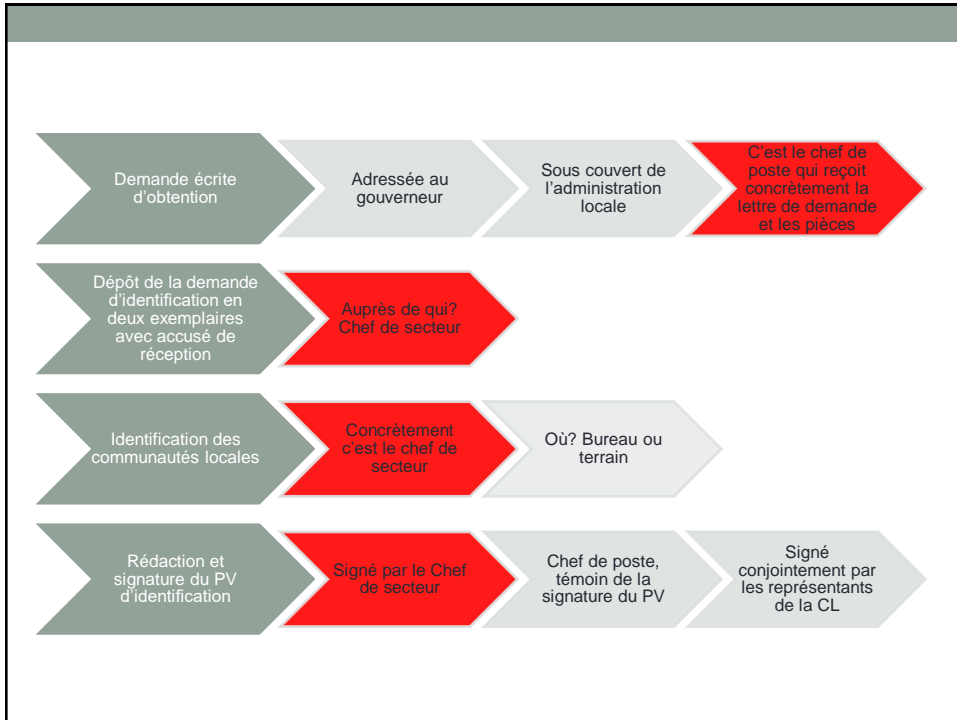 Demande écrite
d’obtention
Adressée au
gouverneur
Sous couvert de
l’administration
locale
C’est le chef de
poste qui reçoit
concrètement la
lettre de demande
et les pièces
Dépôt de la demande
d’identification en
deux exemplaires
avec accusé de
réception
Auprès de qui?
Chef de secteur
Identification des
communautés locales
Concrètement
c’est le chef de
secteur
Où? Bureau ou
terrain
Rédaction et
signature du PV
d’identification
Signé par le Chef
de secteur
Chef de poste,
témoin de la
signature du PV
Signé
conjointement par
les représentants
de la CL